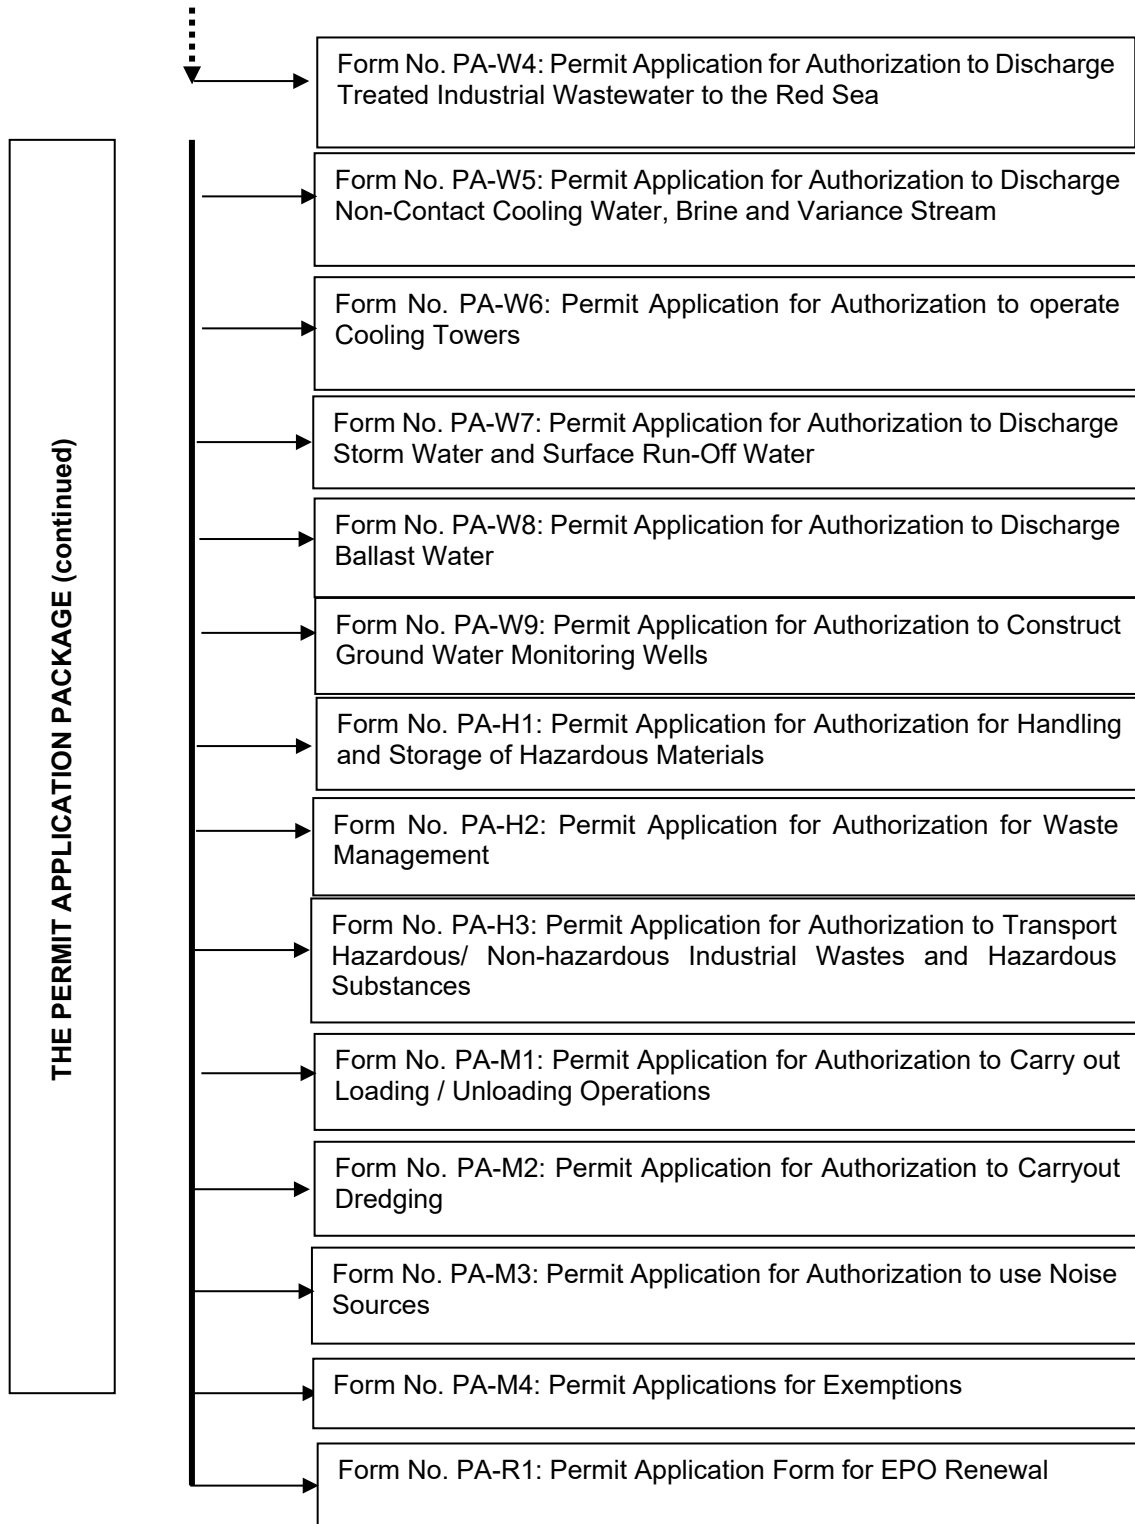 Form No. PA-W4: Permit Application for Authorization to Discharge
Treated Industrial Wastewater to the Red Sea
THE PERMIT APPLICATION PACKAGE (continued)
Form No. PA-W5: Permit Application for Authorization to Discharge
Non-Contact Cooling Water, Brine and Variance Stream
Form No. PA-W6: Permit Application for Authorization to operate
Cooling Towers
Form No. PA-W7: Permit Application for Authorization to Discharge
Storm Water and Surface Run-Off Water
Form No. PA-W8: Permit Application for Authorization to Discharge
Ballast Water
Form No. PA-W9: Permit Application for Authorization to Construct
Ground Water Monitoring Wells
Form No. PA-H1: Permit Application for Authorization for Handling
and Storage of Hazardous Materials
Form No. PA-H2: Permit Application for Authorization for Waste
Management
Form No. PA-H3: Permit Application for Authorization to Transport
Hazardous/ Non-hazardous Industrial Wastes and Hazardous
Substances
Form No. PA-M1: Permit Application for Authorization to Carry out
Loading / Unloading Operations
Form No. PA-M2: Permit Application for Authorization to Carryout
Dredging
Form No. PA-M3: Permit Application for Authorization to use Noise
Sources
Form No. PA-M4: Permit Applications for Exemptions
Form No. PA-R1: Permit Application Form for EPO Renewal